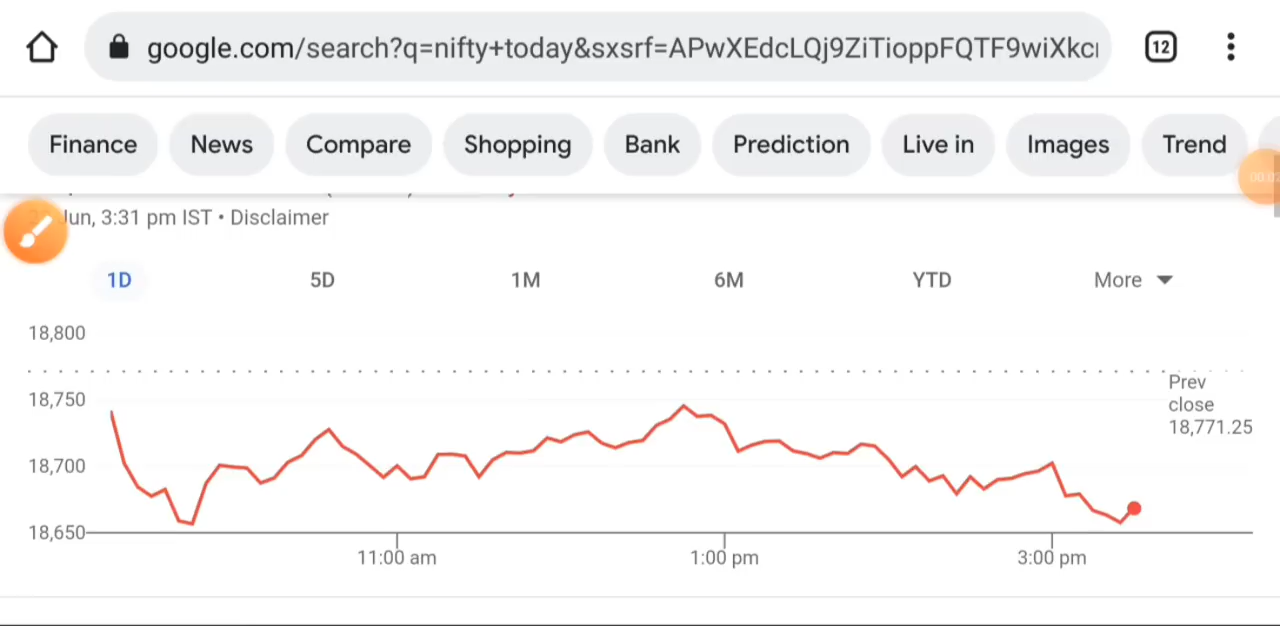 google.com/search?q=nifty+today&sxsrf=APwXEdcLQj9ZiTioppFQTF9wiXkc
12
Finance News Compare Shopping Bank Prediction Live in Images Trend
Jun, 3:31 pm IST • Disclaimer
1D 5D 1M 6M YTD More
18,800
18,750
18,700
18,650
Prev
close
18,771.25
11:00 am 1:00 pm 3:00 pm